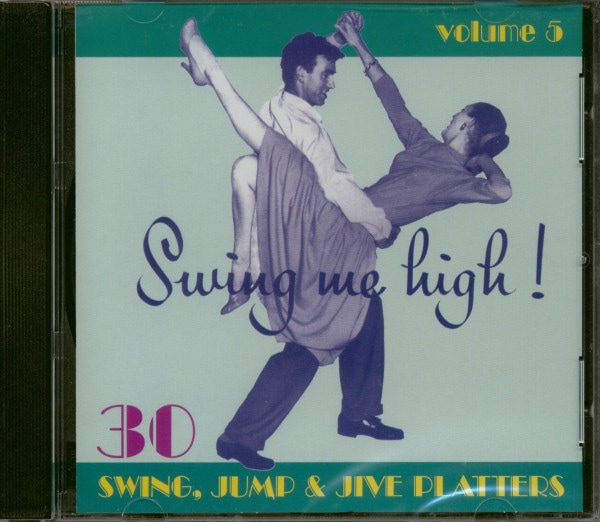 volume 5
Swing me high!
30
SWING, JUMP & JIVE PLATTERS